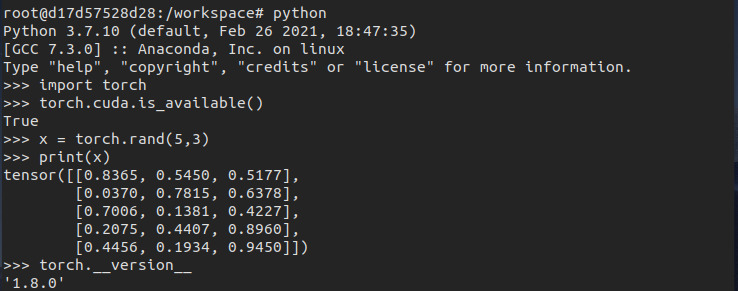 root@d17d57528d28:/workspace# python
Python 3.7.10 (default, Feb 26 2021, 18:47:35)
[GCC 7.3.0] :: Anaconda, Inc. on linux
Type "help", "copyright", "credits" or "license" for more information.
>>> import torch
>>> torch.cuda.is_available()
True
>>> x = torch.rand(5,3)
>>> print(x)
tensor([[0.8365, 0.5450, 0.5177],
        [0.0370, 0.7815, 0.6378],
        [0.7006, 0.1381, 0.4227],
        [0.2075, 0.4407, 0.8960],
        [0.4456, 0.1934, 0.9450]])
>>> torch.__version__
'1.8.0'